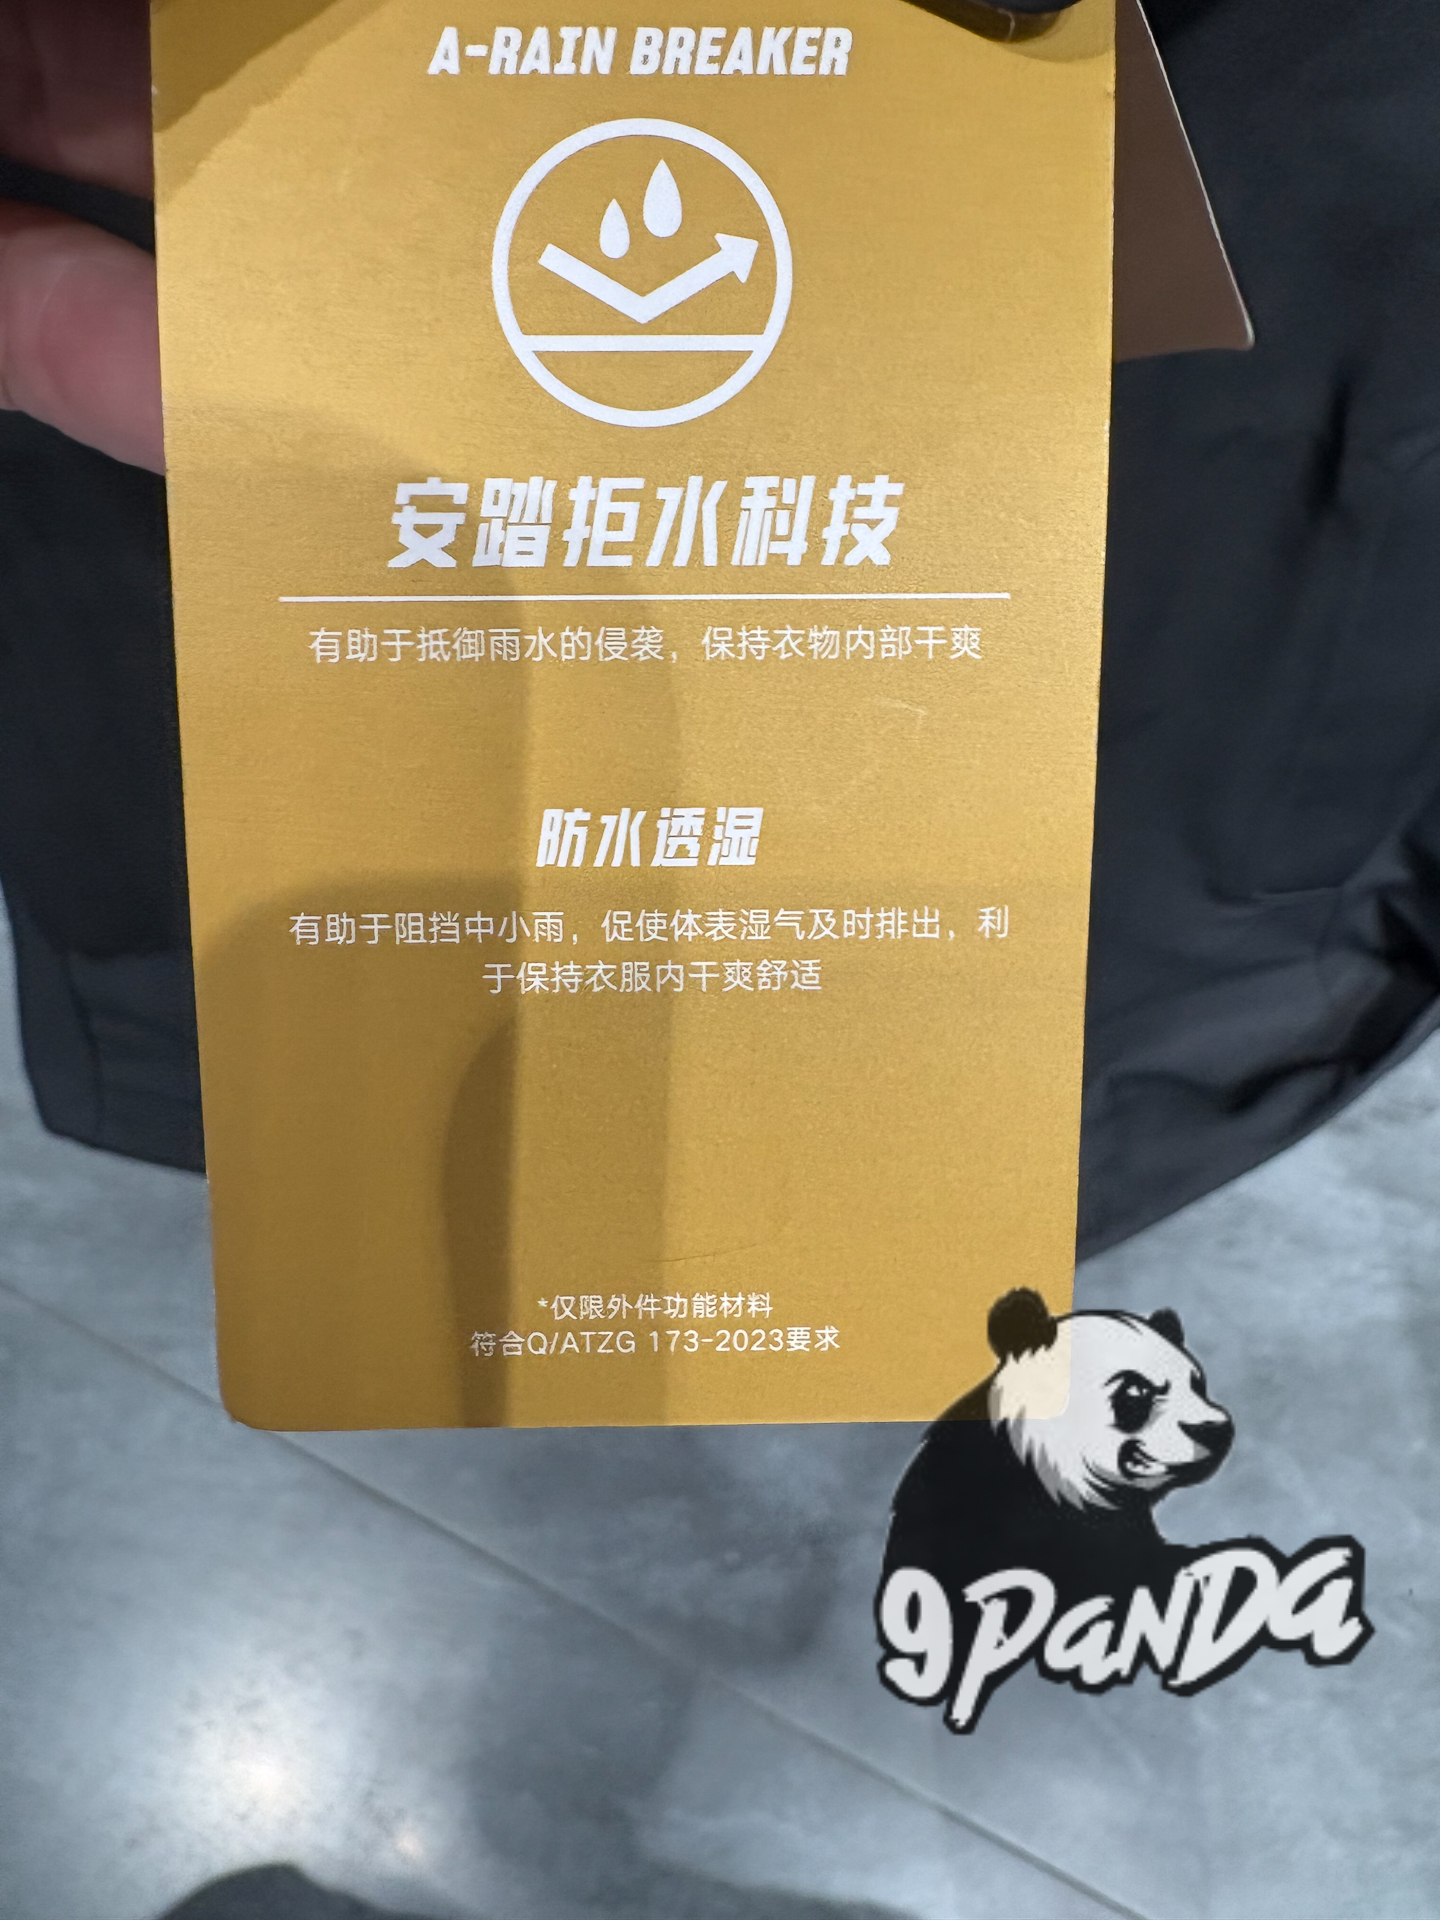 A-RAIN BREAKER
安踏拒水科技
有助于抵御雨水的侵袭，保持衣物内部干爽
防水透湿
有助于阻挡中小雨，促使体表湿气及时排出，利
于保持衣服内干爽舒适
*仅限外件功能材料
符合Q/ATZG 173-2023要求
9PANDA